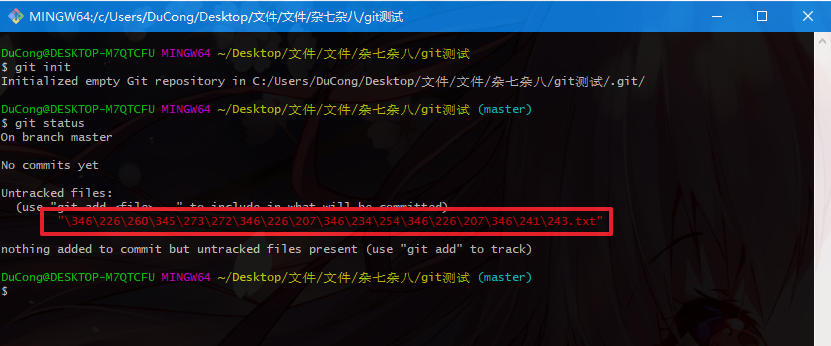 MINGW64:/c/Users/DuCong/Desktop/文件/文件/杂七杂八/git测试
DuCong@DESKTOP-M7QTCFU MINGW64 ~/Desktop/文件/文件/杂七杂八/git测试
$ git init
Initialized empty Git repository in C:/Users/DuCong/Desktop/文件/文件/杂七杂八/git测试/.git/
DuCong@DESKTOP-M7QTCFU MINGW64 ~/Desktop/文件/文件/杂七杂八/git测试 (master)
$ git status
On branch master
No commits yet
Untracked files:
(use "git add <file>..." to include in what will be committed)
"\346\226\260\345\273\272\346\226\207\346\234\254\346\226\207\346\241\243.txt"
nothing added to commit but untracked files present (use "git add" to track)
DuCong@DESKTOP-M7QTCFU MINGW64 ~/Desktop/文件/文件/杂七杂八/git测试 (master)
$